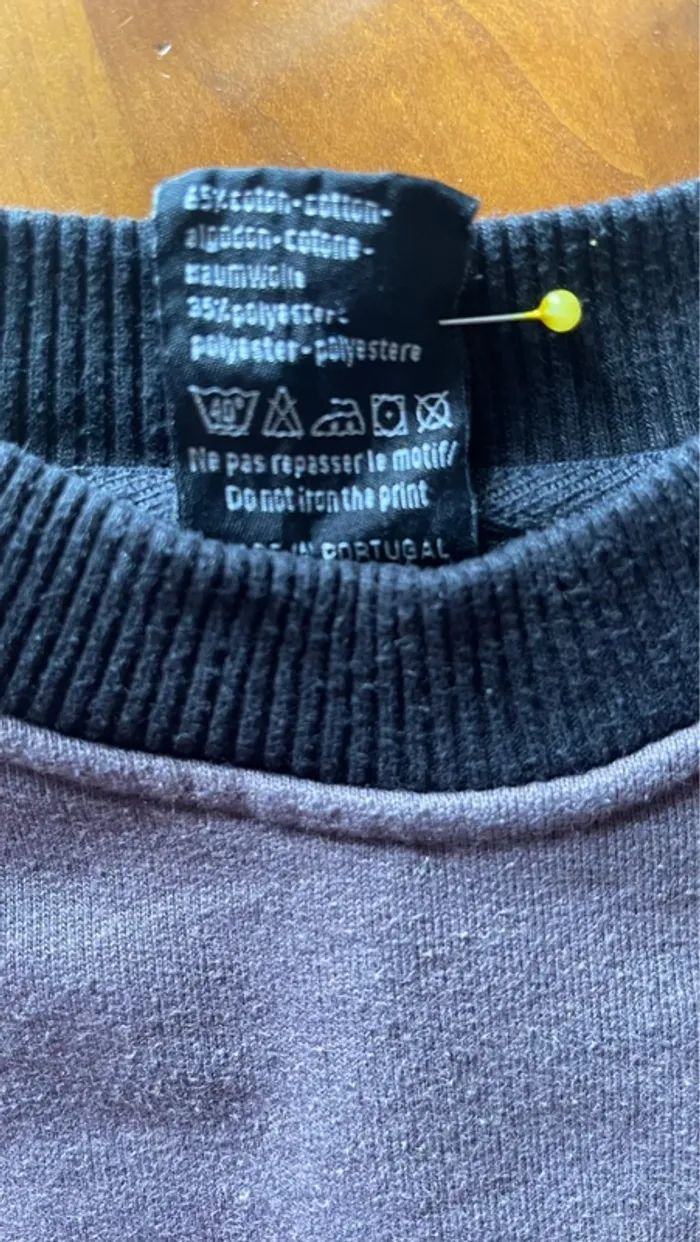 65%coton-cotton-
algodon-cotone-
baumwolle
35%polyester-
polyester-polyestere
40°
Ne pas repasser le motif/
Do not iron the print
IN PORTUGAL